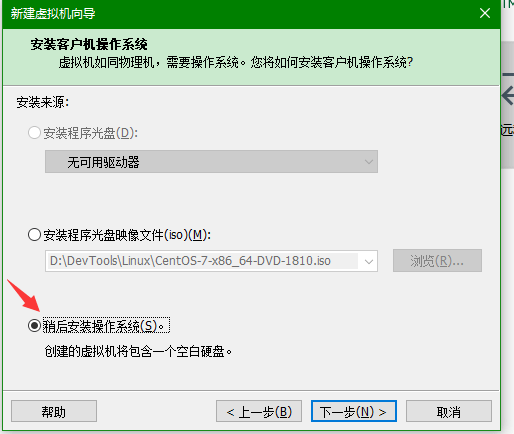 新建虚拟机向导
安装客户机操作系统
虚拟机如同物理机，需要操作系统。您将如何安装客户机操作系统?
安装来源:
安装程序光盘(D):
无可用驱动器
安装程序光盘映像文件(iso)(M):
D:\DevTools\Linux\CentOS-7-x86_64-DVD-1810.iso
浏览(R)...
稍后安装操作系统(S)。
创建的虚拟机将包含一个空白硬盘。
帮助
< 上一步(B)
下一步(N) >
取消